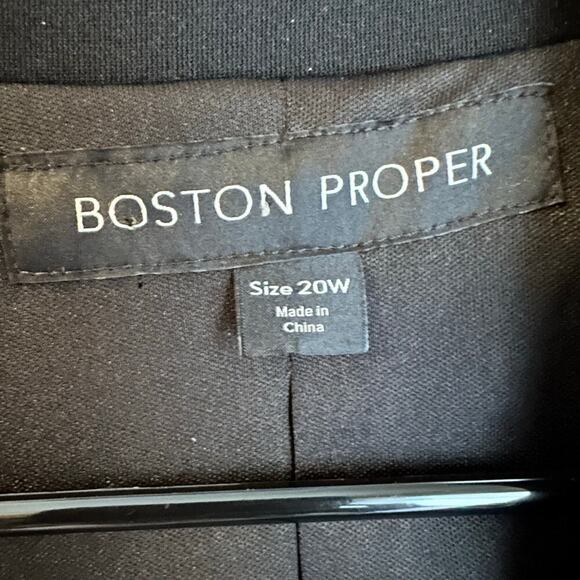 BOSTON PROPER
Size 20W
Made in
China